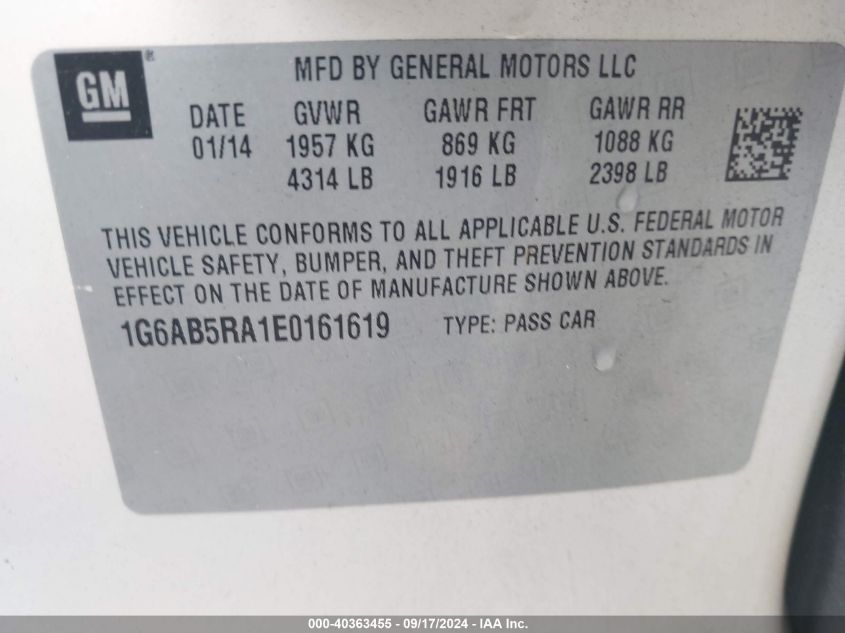 GM
®
MFD BY GENERAL MOTORS LLC
DATE GVWR GAWR FRT GAWR RR
01/14 1957 KG 869 KG 1088 KG
4314 LB 1916 LB 2398 LB
THIS VEHICLE CONFORMS TO ALL APPLICABLE U.S. FEDERAL MOTOR
VEHICLE SAFETY, BUMPER, AND THEFT PREVENTION STANDARDS IN
EFFECT ON THE DATE OF MANUFACTURE SHOWN ABOVE.
1G6AB5RA1E0161619 TYPE: PASS CAR
000-40363455 - 09/17/2024 - IAA Inc.